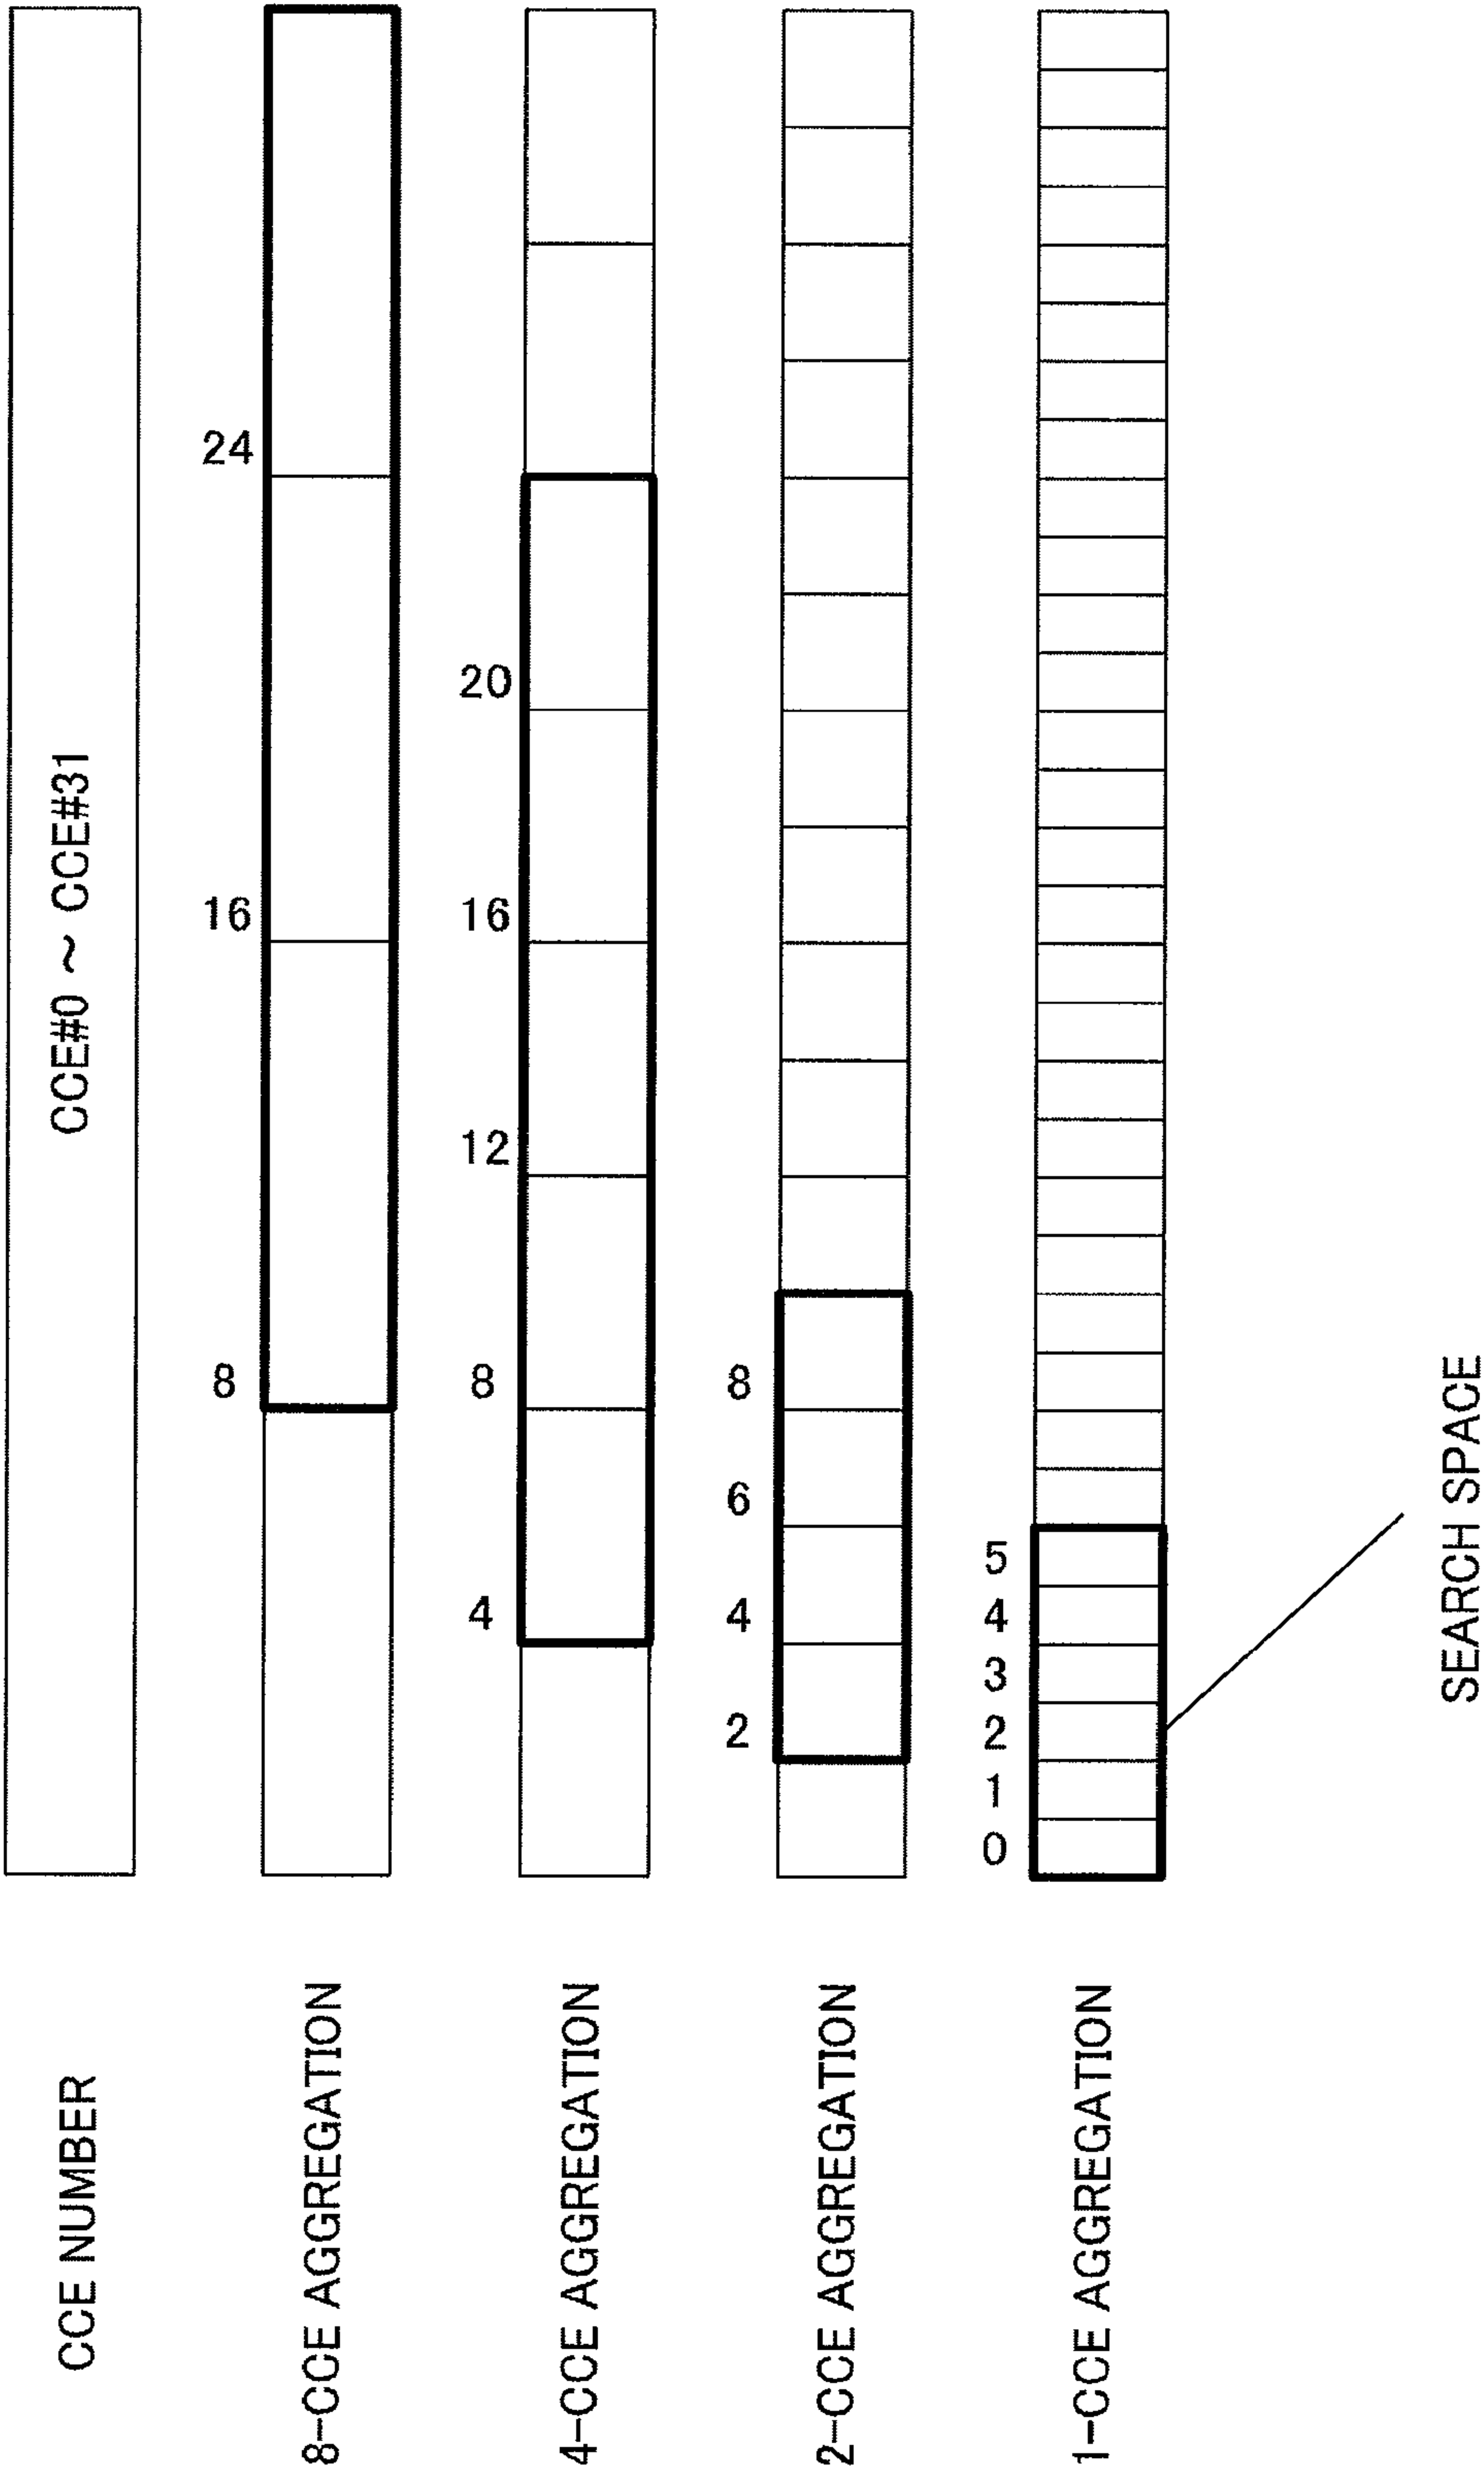 CCE NUMBER
CCE#0 ~ CCE#31
8-CCE AGGREGATION
8 16 24
4-CCE AGGREGATION
4 8 12 16 20
2-CCE AGGREGATION
2 4 6 8
1-CCE AGGREGATION
0 1 2 3 4 5
SEARCH SPACE